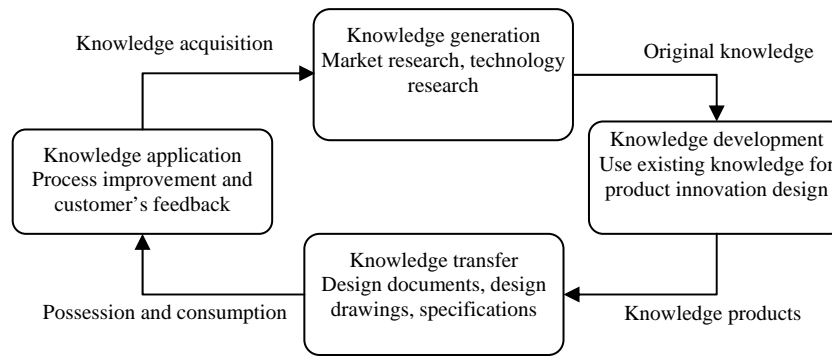 Knowledge acquisition
Knowledge generation
Market research, technology
research
Original knowledge
Knowledge development
Use existing knowledge for
product innovation design
Knowledge application
Process improvement and
customer's feedback
Knowledge transfer
Design documents, design
drawings, specifications
Possession and consumption
Knowledge products